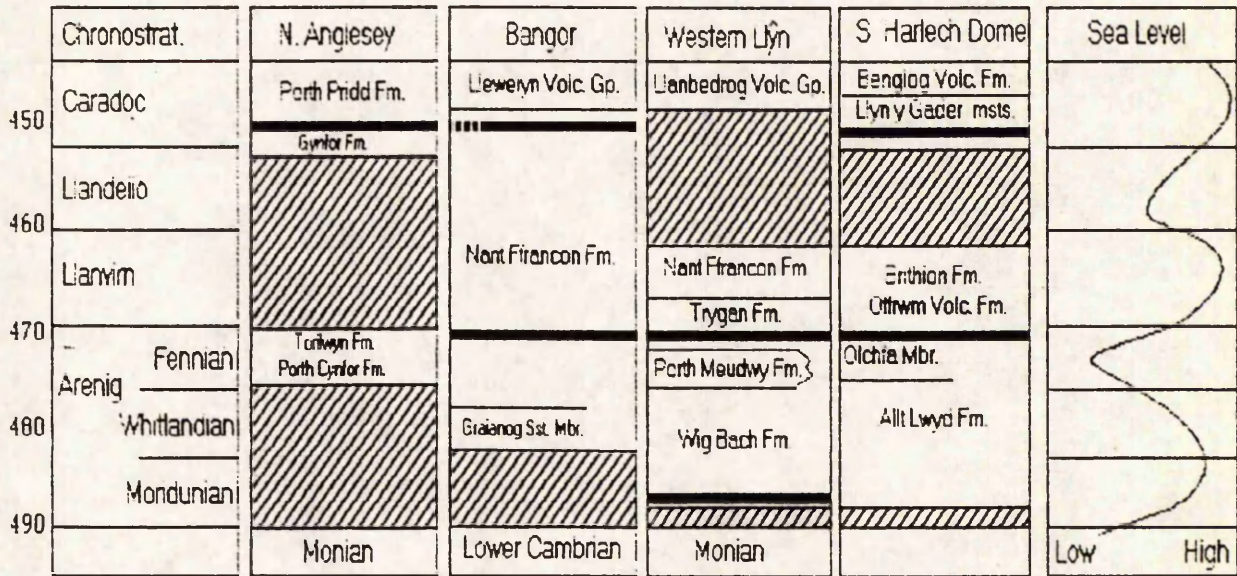 Chronostrat.
N. Anglesey
Bangor
Western Llŷn
S Harlech Dome
Sea Level
Caradoc
Llandeilo
Llanvirn
Arenig
Fennian
Whitlandian
Moridunian
450
460
470
480
490
Porth Pridd Fm.
Gynfor Fm.
Torllwyn Fm.
Porth Cynfor Fm.
Monian
Llewelyn Volc. Gp.
Nant Ffrancon Fm.
Graianog Sst. Mbr.
Lower Cambrian
Llanbedrog Volc. Gp.
Nant Ffrancon Fm.
Trygan Fm.
Porth Meudwy Fm.
Wig Bach Fm.
Monian
Benglog Volc. Fm.
Llyn y Gader msts.
Offrwm Volc. Fm.
Olchfa Mbr.
Allt Lwyd Fm.
Low
High